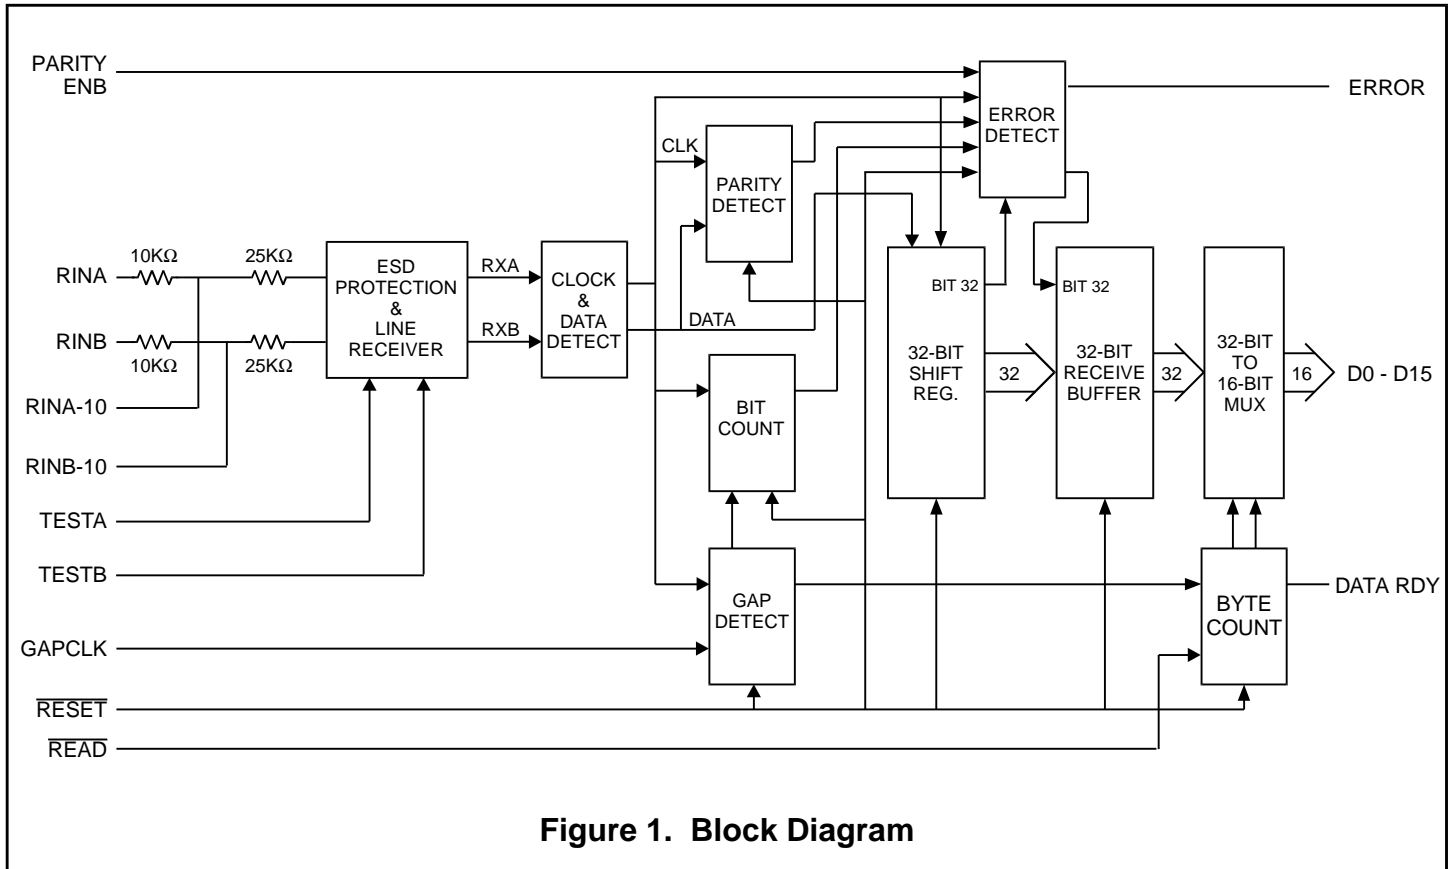 PARITY
ENB
ERROR
ERROR
DETECT
CLK
PARITY
DETECT
10KΩ
25KΩ
RINA
ESD
PROTECTION
&
LINE
RECEIVER
RXA
CLOCK
&
DATA
DETECT
BIT 32
BIT 32
RINB
RXB
DATA
10KΩ
25KΩ
32-BIT
SHIFT
REG.
32
32-BIT
RECEIVE
BUFFER
32
32-BIT
TO
16-BIT
MUX
16
D0 - D15
RINA-10
BIT
COUNT
RINB-10
TESTA
TESTB
GAP
DETECT
BYTE
COUNT
DATA RDY
GAPCLK
RESET
READ
Figure 1. Block Diagram